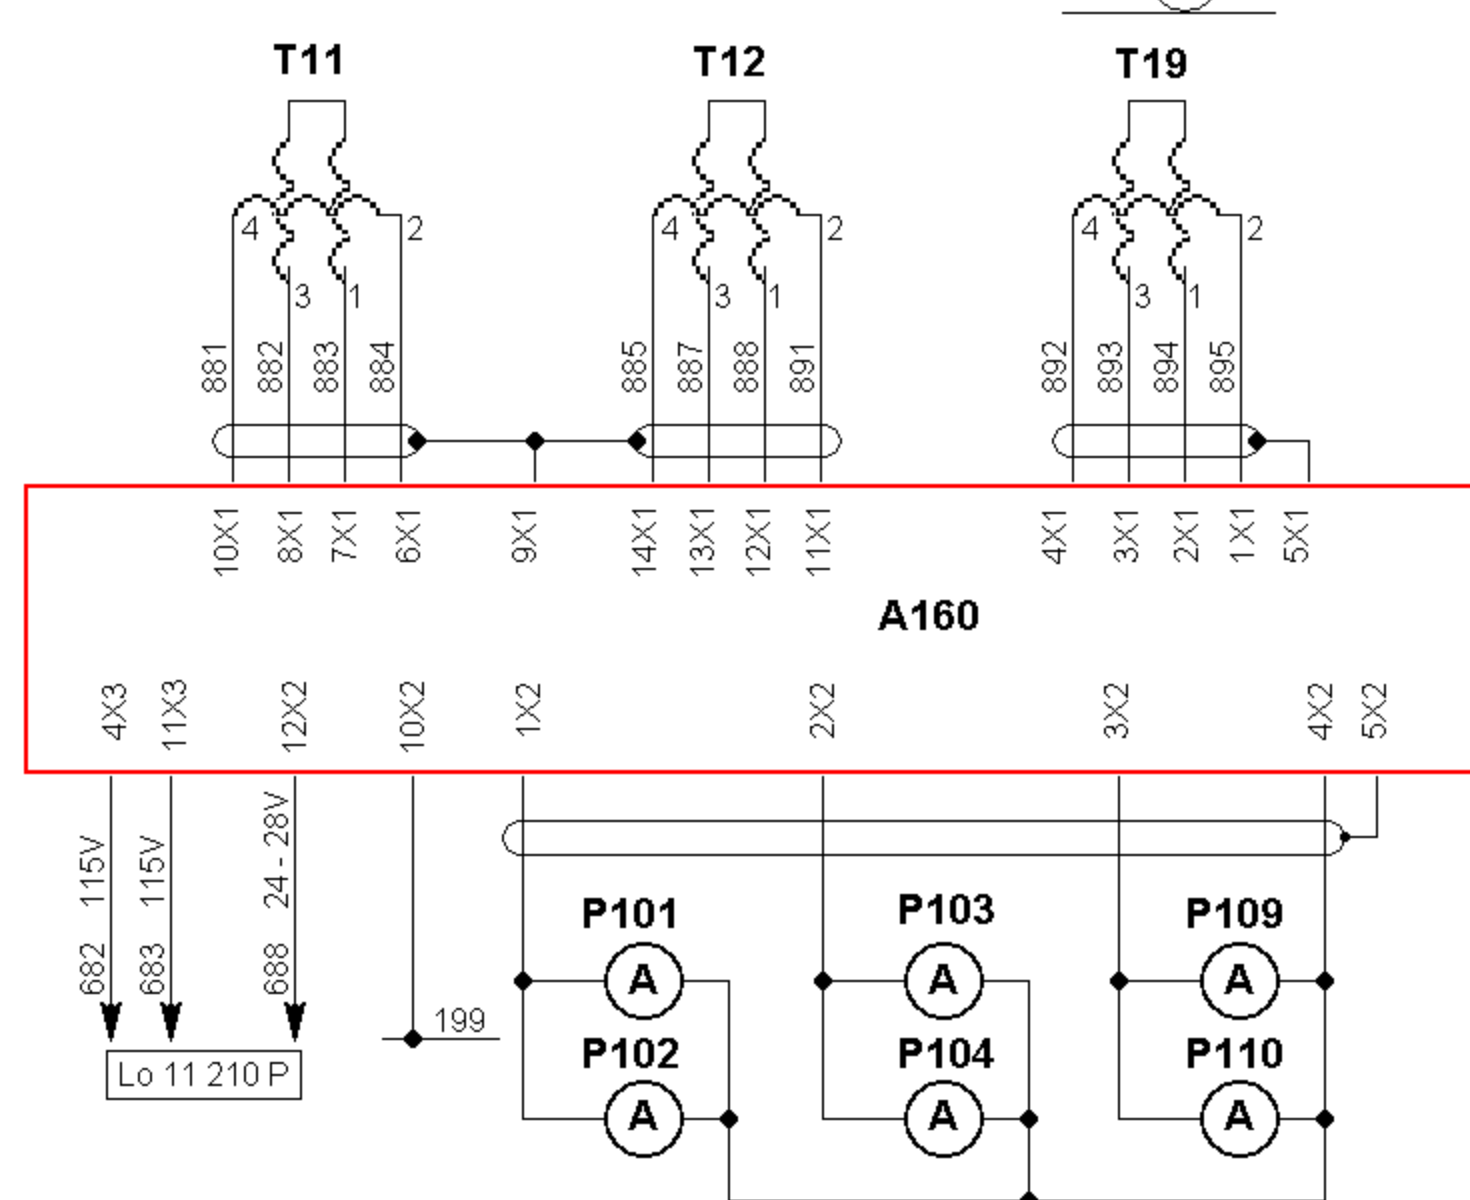 T11 T12 T19
4 2 4 2 4 2
3 1 3 1 3 1
881 882 883 884 885 887 888 891 892 893 894 895
10X1 8X1 7X1 6X1 9X1 14X1 13X1 12X1 11X1 4X1 3X1 2X1 1X1 5X1
A160
4X3 11X3 12X2 10X2 1X2 2X2 3X2 4X2 5X2
682 115V
683 115V
688 24 - 28V
P101 P103 P109
A A A
199
P102 P104 P110
Lo 11 210 P
A A A